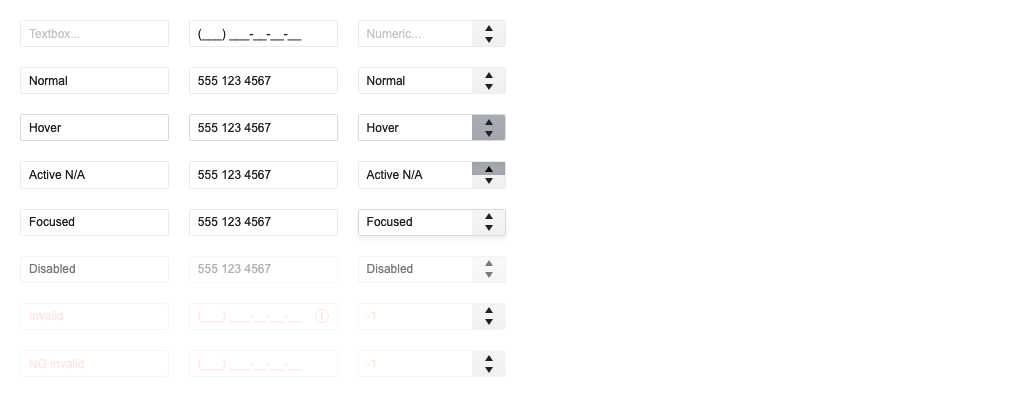 Textbox... (___) ___-__-__-__ Numeric...
Normal 555 123 4567 Normal
Hover 555 123 4567 Hover
Active N/A 555 123 4567 Active N/A
Focused 555 123 4567 Focused
Disabled 555 123 4567 Disabled
Invalid (___) ___-__-__-__ -1
NG invalid (___) ___-__-__-__ -1